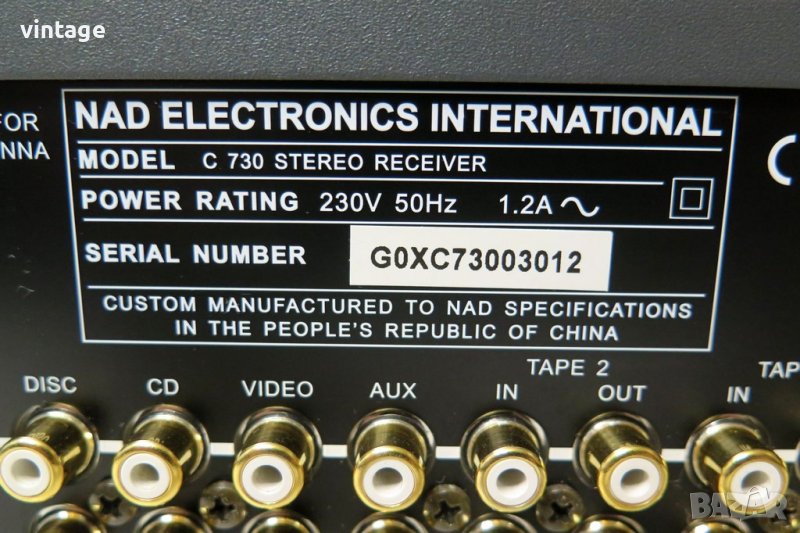 vintage
FOR
NNA
NAD ELECTRONICS INTERNATIONAL
MODEL C 730 STEREO RECEIVER
POWER RATING 230V 50Hz 1.2A ~
SERIAL NUMBER G0XC73003012
CUSTOM MANUFACTURED TO NAD SPECIFICATIONS
IN THE PEOPLE'S REPUBLIC OF CHINA
TAPE 2
TAP
DISC CD VIDEO AUX IN OUT IN
BAZAR